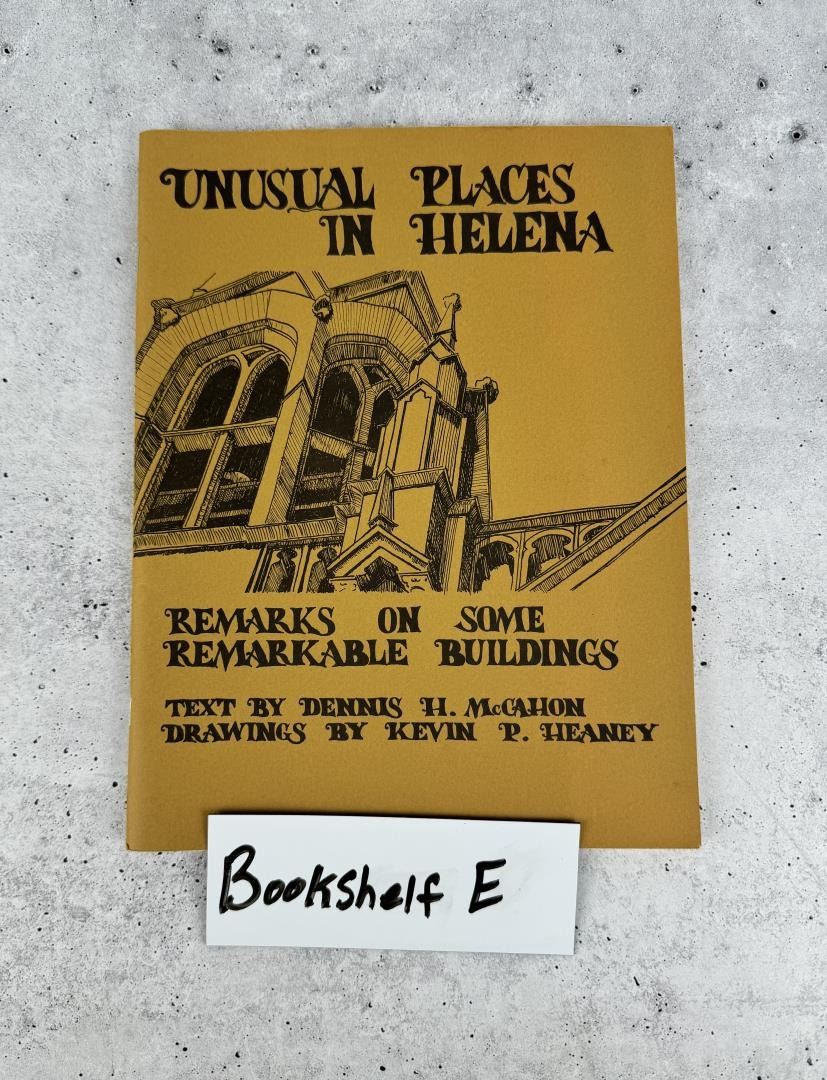 UNUSUAL PLACES
IN HELENA
REMARKS ON SOME
REMARKABLE BUILDINGS
TEXT BY DENNIS H. McCAHON
DRAWINGS BY KEVIN P. HEANEY
Bookshelf E